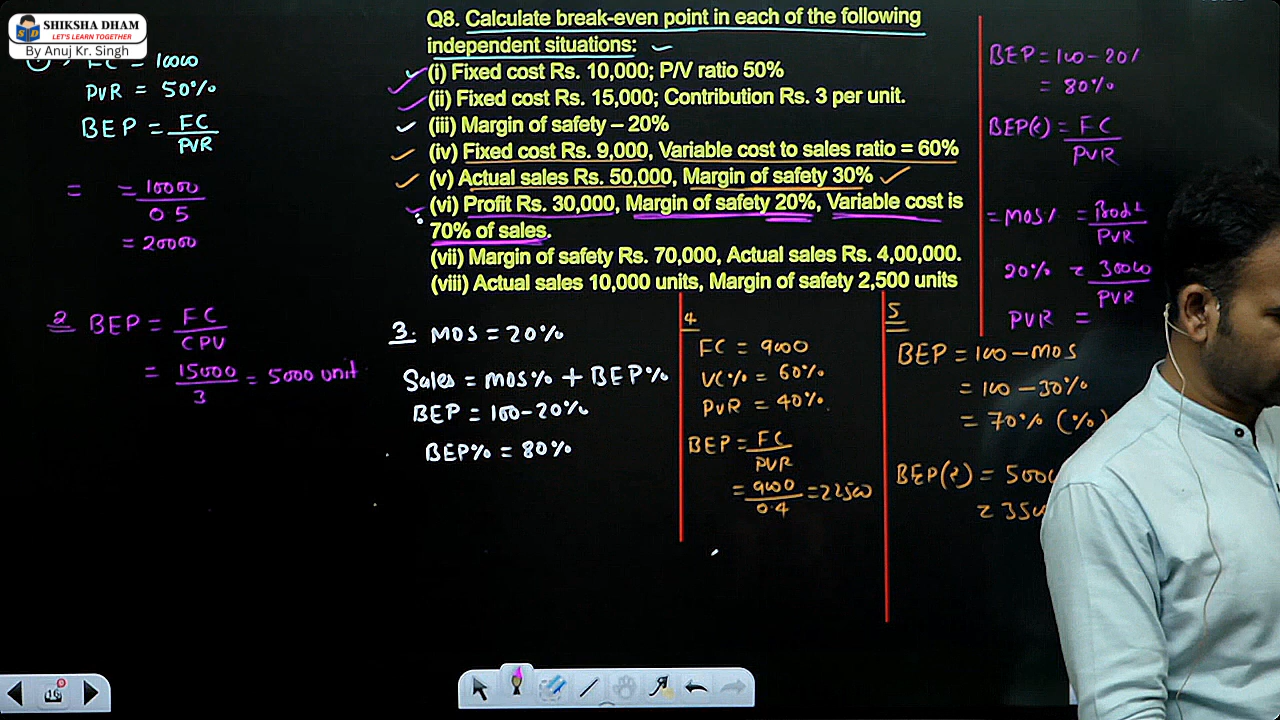 SHIKSHA DHAM
LET'S LEARN TOGETHER
By Anuj Kr. Singh
Q8. Calculate break-even point in each of the following
independent situations:
(i) Fixed cost Rs. 10,000; P/V ratio 50%
(ii) Fixed cost Rs. 15,000; Contribution Rs. 3 per unit.
(iii) Margin of safety – 20%
(iv) Fixed cost Rs. 9,000, Variable cost to sales ratio = 60%
(v) Actual sales Rs. 50,000, Margin of safety 30%
(vi) Profit Rs. 30,000, Margin of safety 20%, Variable cost is
70% of sales.
(vii) Margin of safety Rs. 70,000, Actual sales Rs. 4,00,000.
(viii) Actual sales 10,000 units, Margin of safety 2,500 units
FC = 10000
PVR = 50%
BEP = FC
PVR
= = 10000
0.5
= 20000
2 BEP = FC
CPU
= 15000 = 5000 unit
3
3. MOS = 20%
Sales = MOS% + BEP%
BEP = 100-20%
BEP% = 80%
4
FC = 9000
VC% = 60%
PVR = 40%
BEP = FC
PVR
= 9000 = 22500
0.4
5
BEP = 100-MOS
= 100-30%
= 70% (%)
BEP(₹) =
=
BEP = 100-20%
= 80%
BEP(₹) = FC
PVR
= MOS% = Profit
PVR
20% = 30000
PVR
PVR =
16